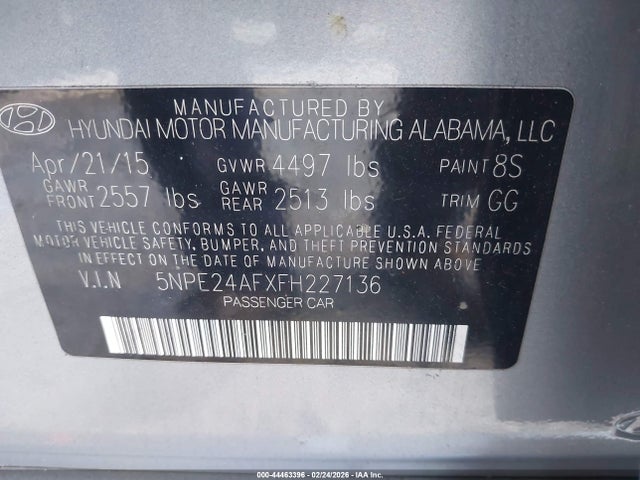 MANUFACTURED BY
HYUNDAI MOTOR MANUFACTURING ALABAMA, LLC
Apr/21/15 GVWR 4497 lbs PAINT 8S
GAWR FRONT 2557 lbs GAWR REAR 2513 lbs TRIM GG
THIS VEHICLE CONFORMS TO ALL APPLICABLE U.S.A. FEDERAL
MOTOR VEHICLE SAFETY, BUMPER, AND THEFT PREVENTION STANDARDS
IN EFFECT ON THE DATE OF MANUFACTURE SHOWN ABOVE.
V.I.N 5NPE24AFXFH227136
PASSENGER CAR
000-44463396 - 02/24/2026 - IAA Inc.